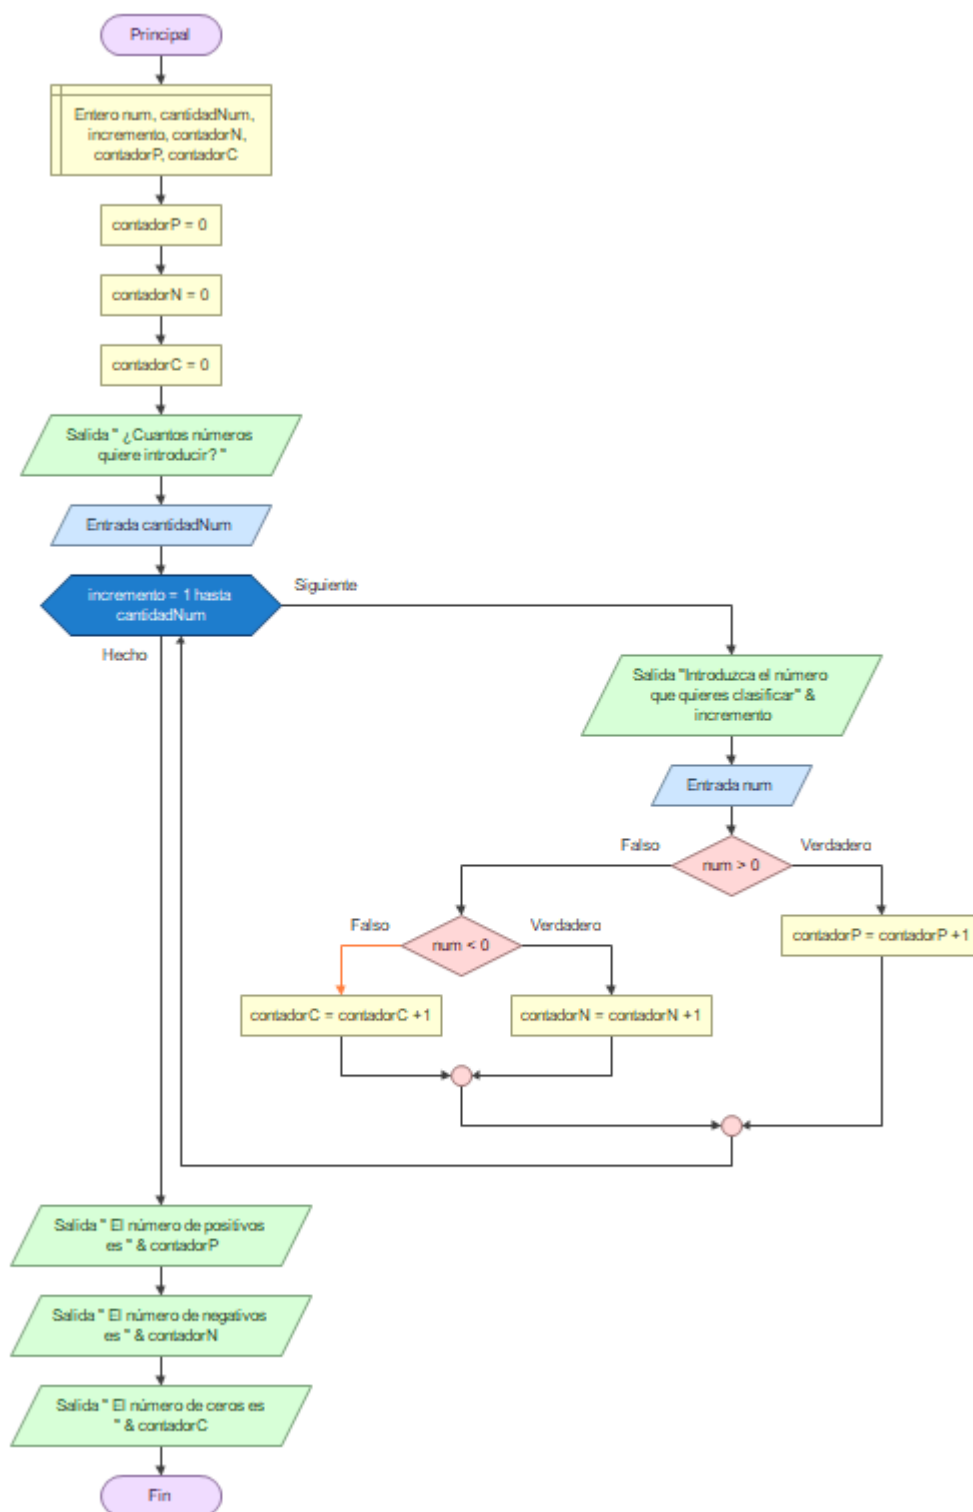 Principal
Entero num, cantidadNum,
incremento, contadorN,
contadorP, contadorC
contadorP = 0
contadorN = 0
contadorC = 0
Salida " ¿Cuantos números
quiere introducir? "
Entrada cantidadNum
incremento = 1 hasta
cantidadNum
Siguiente
Hecho
Salida "Introduzca el número
que quieres clasificar" &
incremento
Entrada num
Falso
num > 0
Verdadero
contadorP = contadorP +1
Falso
num < 0
Verdadero
contadorC = contadorC +1
contadorN = contadorN +1
Salida " El número de positivos
es " & contadorP
Salida " El número de negativos
es " & contadorN
Salida " El número de ceros es
" & contadorC
Fin